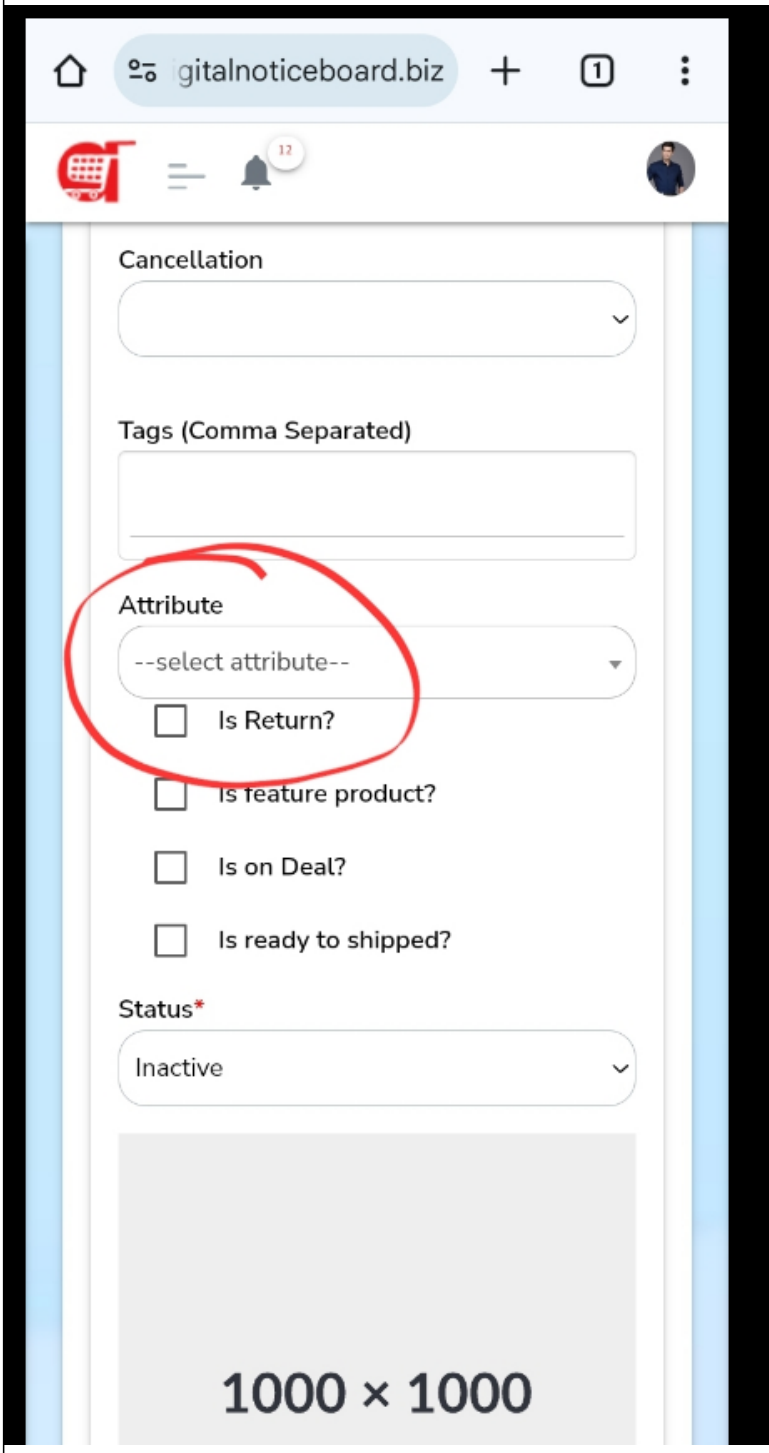 gitalnoticeboard.biz
1
12
Cancellation
Tags (Comma Separated)
Attribute
--select attribute--
Is Return?
Is feature product?
Is on Deal?
Is ready to shipped?
Status*
Inactive
1000 × 1000